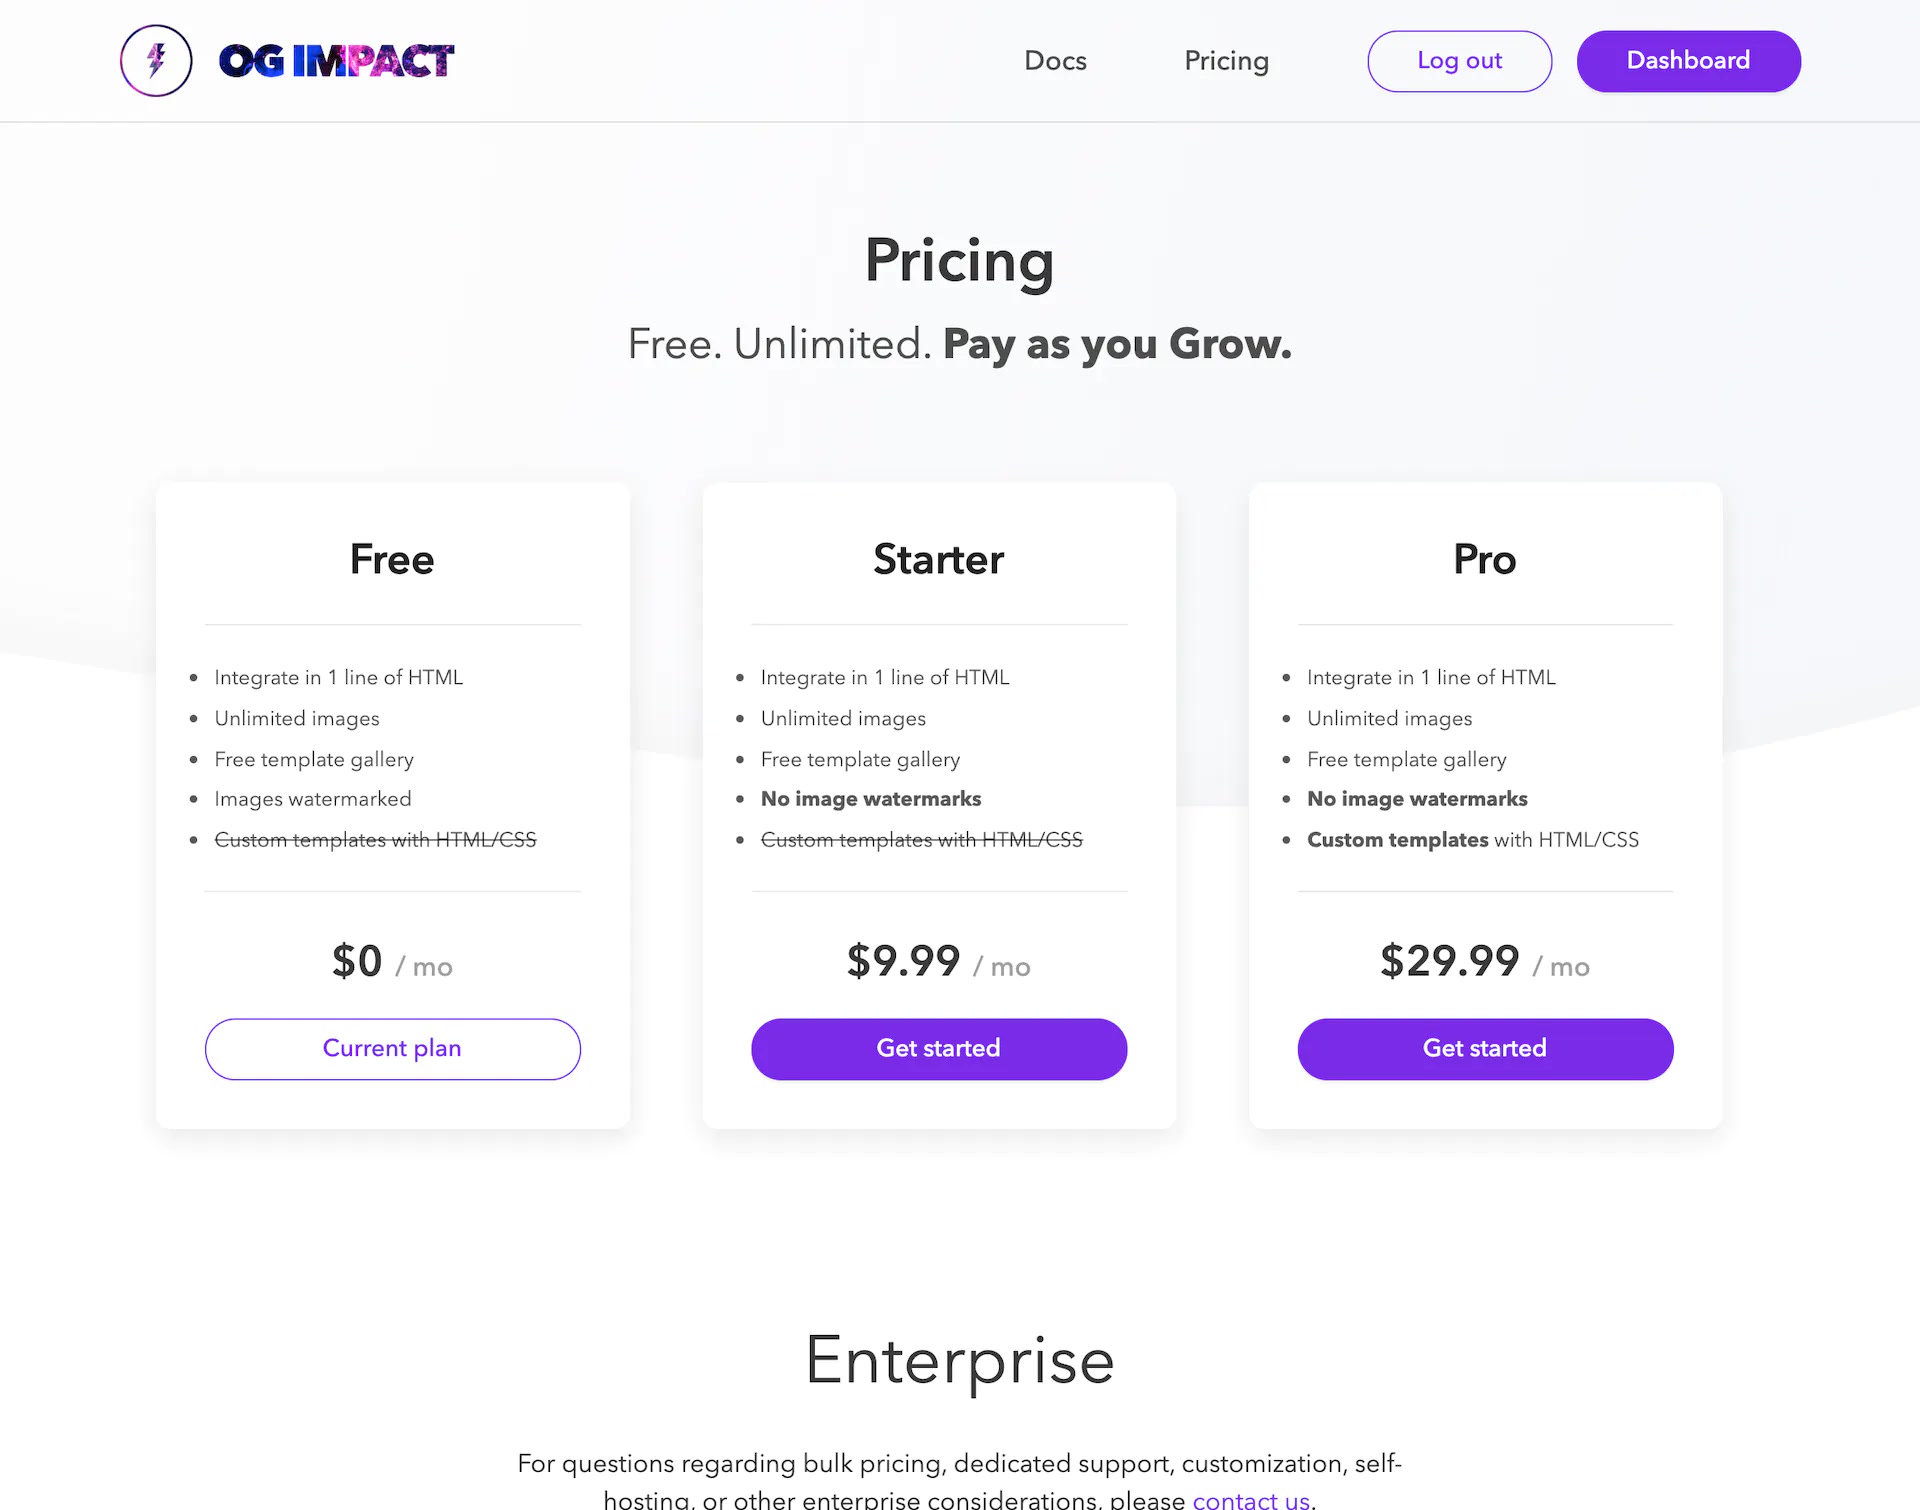 OG IMPACT
Docs
Pricing
Log out
Dashboard
Pricing
Free. Unlimited. Pay as you Grow.
Free
Integrate in 1 line of HTML
Unlimited images
Free template gallery
Images watermarked
Custom templates with HTML/CSS
$0 / mo
Current plan
Starter
Integrate in 1 line of HTML
Unlimited images
Free template gallery
No image watermarks
Custom templates with HTML/CSS
$9.99 / mo
Get started
Pro
Integrate in 1 line of HTML
Unlimited images
Free template gallery
No image watermarks
Custom templates with HTML/CSS
$29.99 / mo
Get started
Enterprise
For questions regarding bulk pricing, dedicated support, customization, self-
hosting, or other enterprise considerations, please contact us.